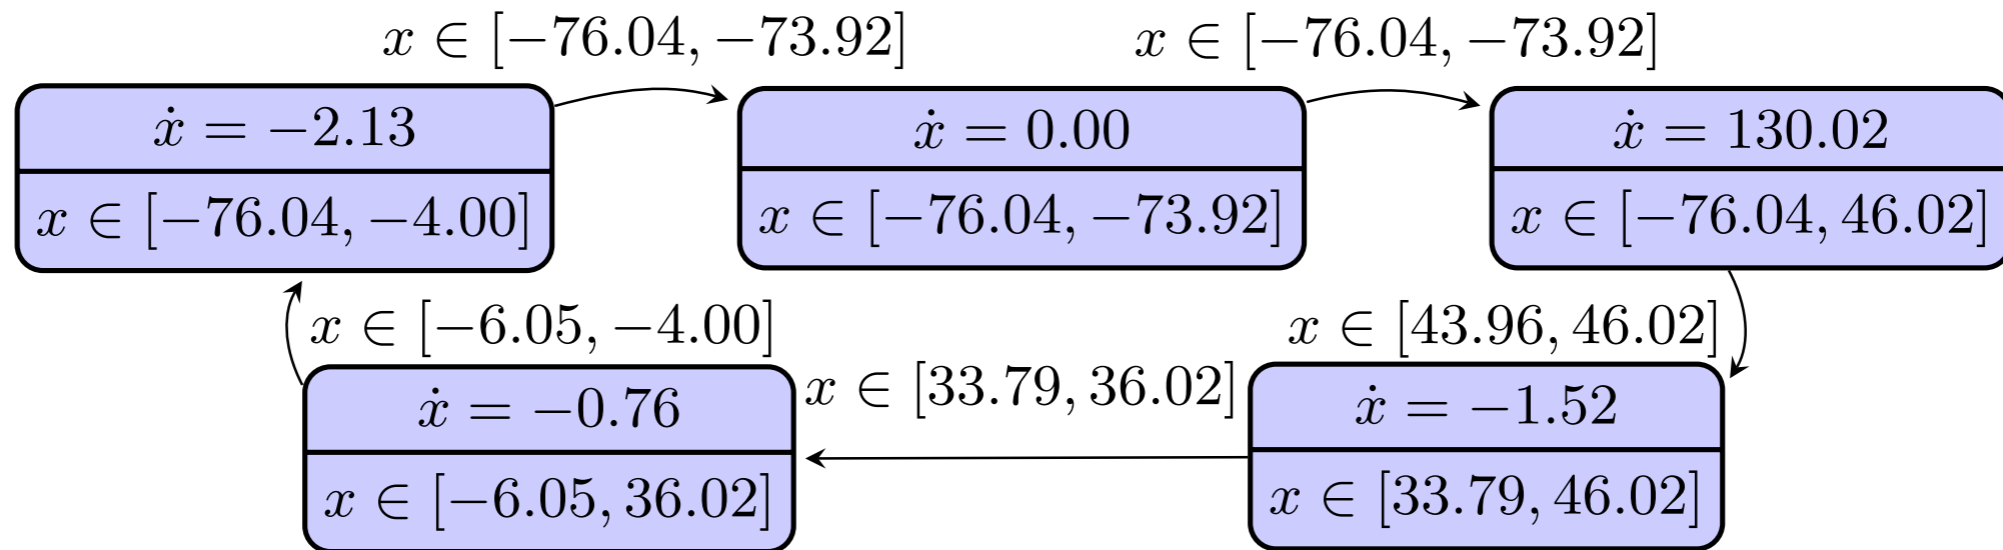 x ∈ [−76.04, −73.92]
x ∈ [−76.04, −73.92]
ẋ = −2.13
x ∈ [−76.04, −4.00]
ẋ = 0.00
x ∈ [−76.04, −73.92]
ẋ = 130.02
x ∈ [−76.04, 46.02]
x ∈ [−6.05, −4.00]
x ∈ [43.96, 46.02]
x ∈ [33.79, 36.02]
ẋ = −0.76
x ∈ [−6.05, 36.02]
ẋ = −1.52
x ∈ [33.79, 46.02]